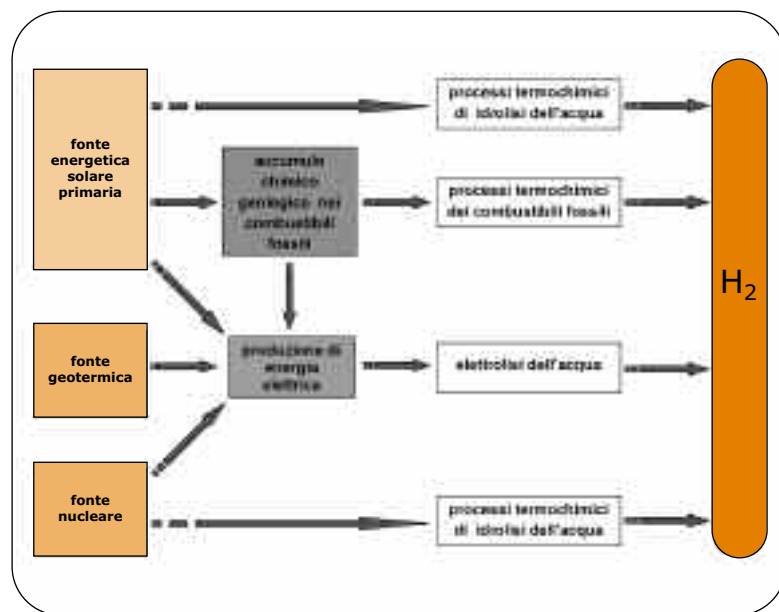 fonte
energetica
solare
primaria
accumulo
chimico
geologico nei
combustibili
fossili
processi termochimici
di idrolisi dell'acqua
processi termochimici
dei combustibili fossili
fonte
geotermica
produzione di
energia
elettrica
elettrolisi dell'acqua
fonte
nucleare
processi termochimici
di idrolisi dell'acqua
H₂